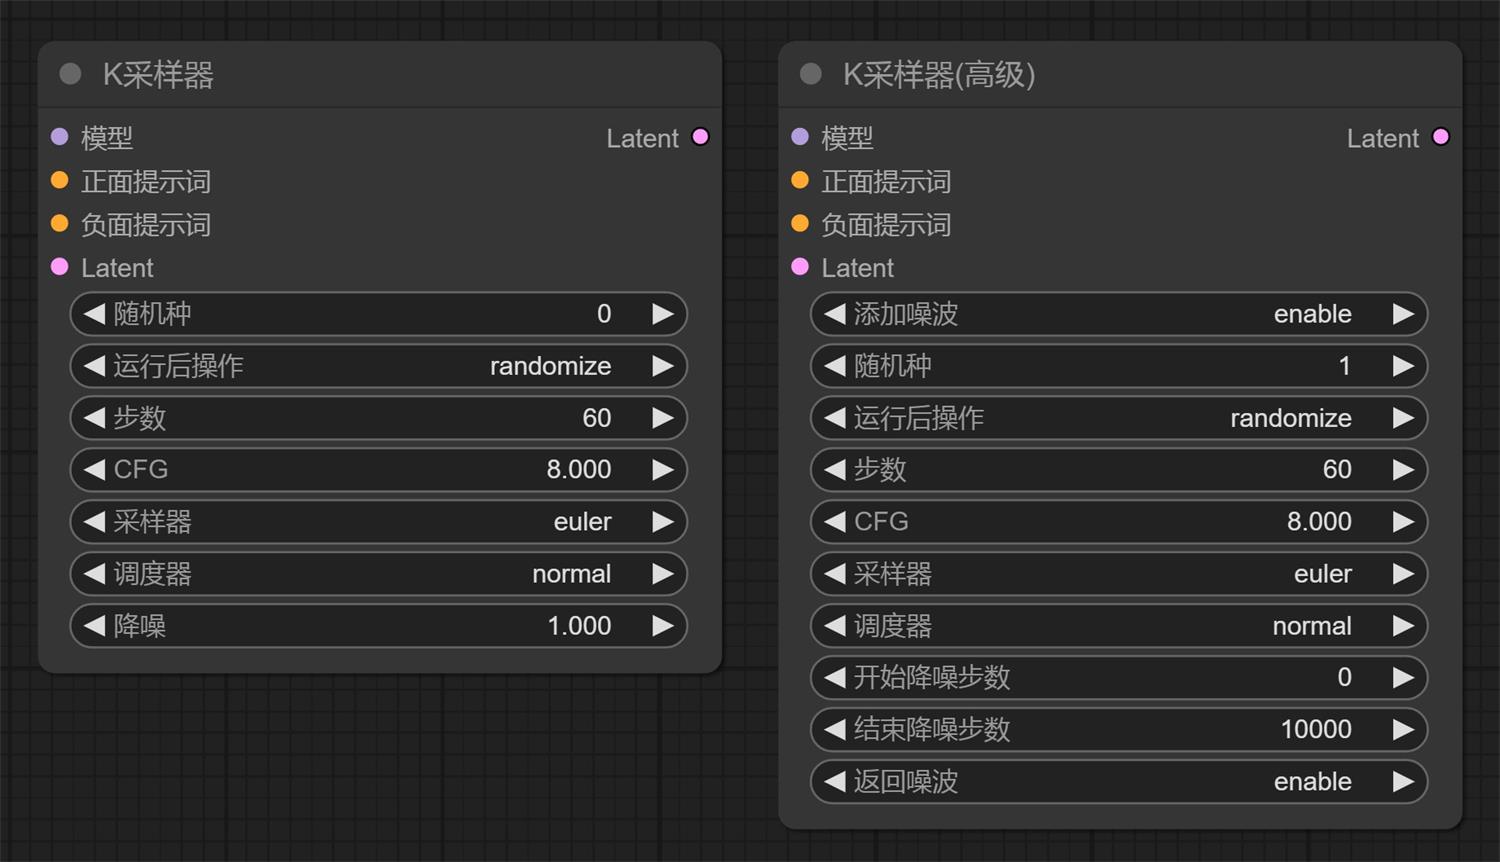 K采样器
模型
Latent
正面提示词
负面提示词
Latent
随机种 0
运行后操作 randomize
步数 60
CFG 8.000
采样器 euler
调度器 normal
降噪 1.000
K采样器(高级)
模型
Latent
正面提示词
负面提示词
Latent
添加噪波 enable
随机种 1
运行后操作 randomize
步数 60
CFG 8.000
采样器 euler
调度器 normal
开始降噪步数 0
结束降噪步数 10000
返回噪波 enable